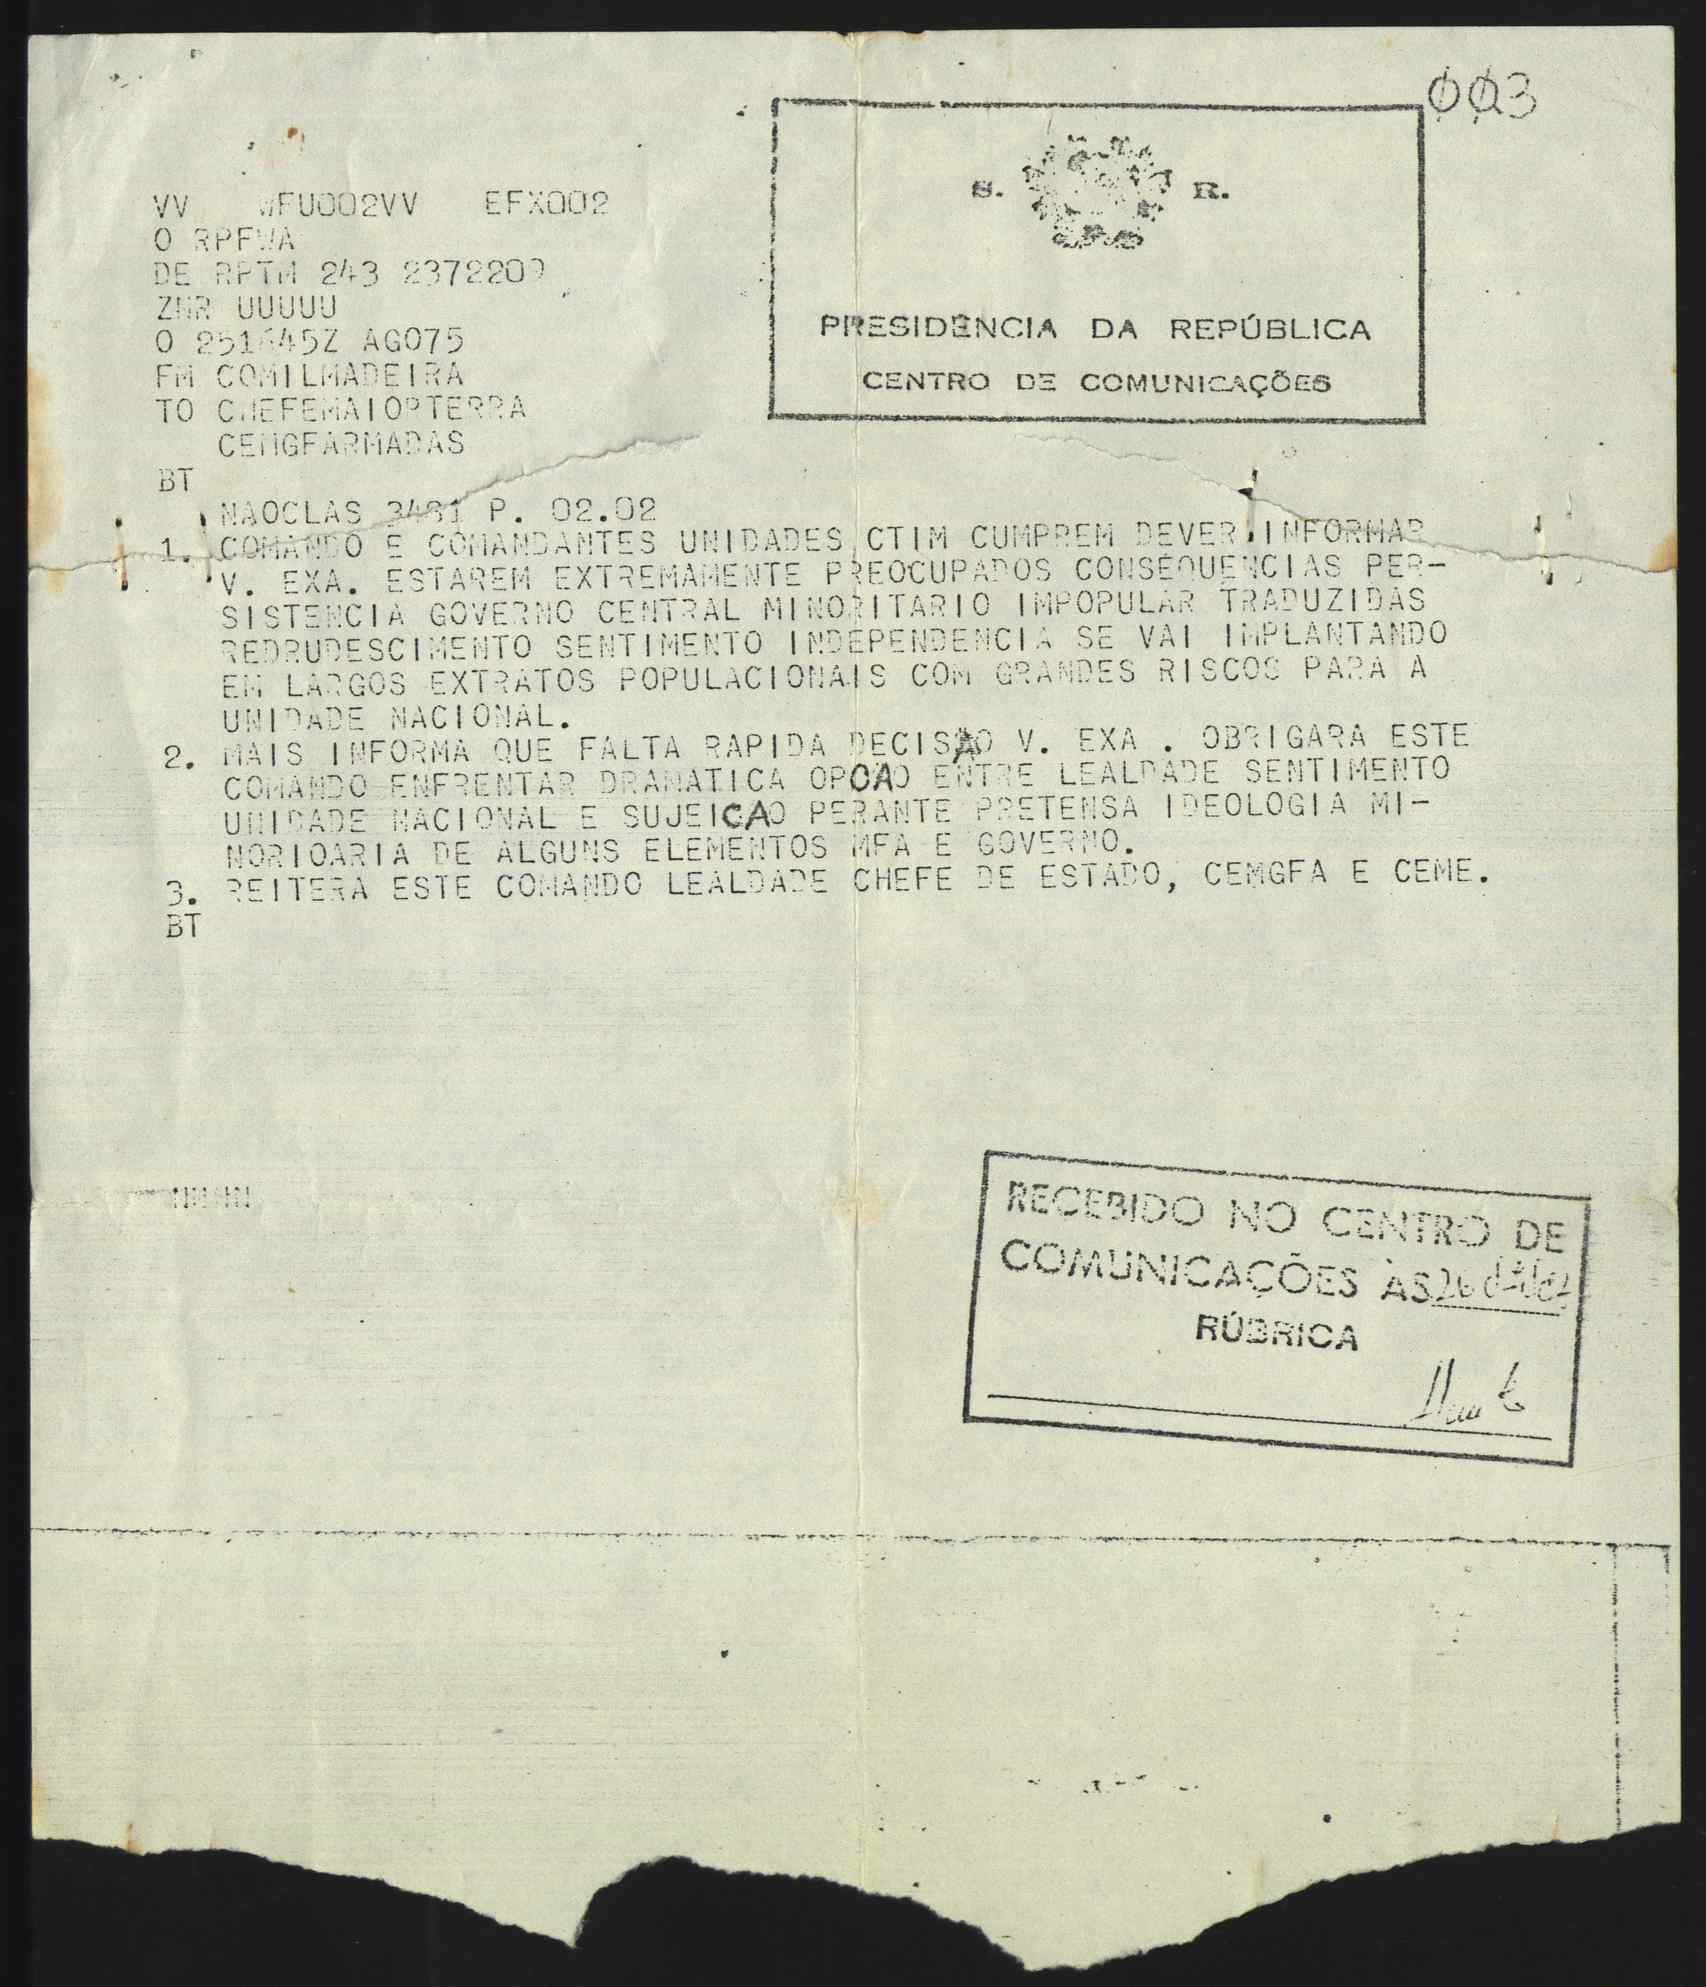 003
S. R.
PRESIDÊNCIA DA REPÚBLICA
CENTRO DE COMUNICAÇÕES
VV WFU002VV EFX002
O RPFWA
DE RPTM 243 2372209
ZNR UUUUU
O 251645Z AGO75
FM COMILMADEIRA
TO CHEFEMAIORTERRA
CEMGFARMADAS
BT
NAOCLAS 3481 P. 02.02
1. COMANDO E COMANDANTES UNIDADES CTIM CUMPREM DEVER INFORMAR
V. EXA. ESTAREM EXTREMAMENTE PREOCUPADOS CONSEQUENCIAS PER-
SISTENCIA GOVERNO CENTRAL MINORITARIO IMPOPULAR TRADUZIDAS
REDRUDESCIMENTO SENTIMENTO INDEPENDENCIA SE VAI IMPLANTANDO
EM LARGOS EXTRATOS POPULACIONAIS COM GRANDES RISCOS PARA A
UNIDADE NACIONAL.
2. MAIS INFORMA QUE FALTA RAPIDA DECISAO V. EXA . OBRIGARA ESTE
COMANDO ENFRENTAR DRAMATICA OPCAO ENTRE LEALDADE SENTIMENTO
UNIDADE NACIONAL E SUJEICAO PERANTE PRETENSA IDEOLOGIA MI-
NORIOARIA DE ALGUNS ELEMENTOS MFA E GOVERNO.
3. REITERA ESTE COMANDO LEALDADE CHEFE DE ESTADO, CEMGFA E CEME.
BT
NNNN
RECEBIDO NO CENTRO DE
COMUNICAÇÕES ÀS
RÚBRICA